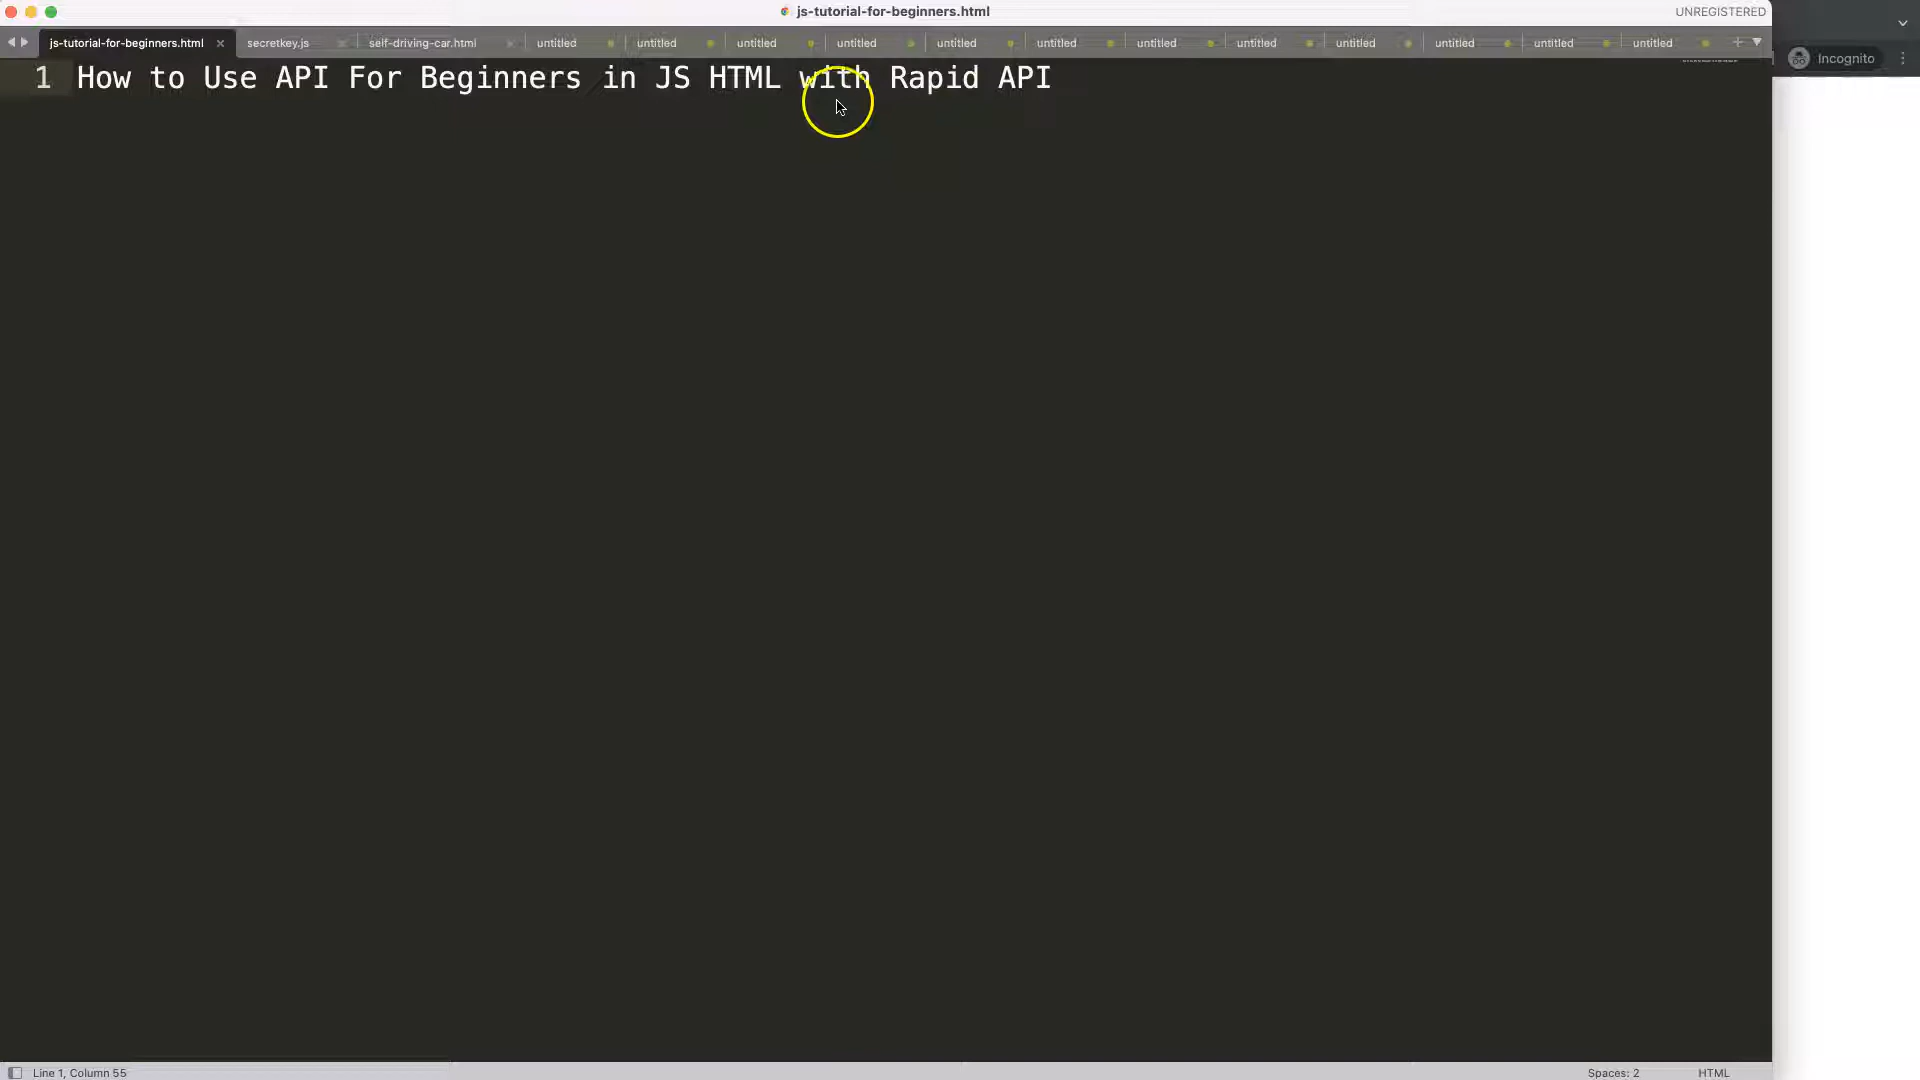 js-tutorial-for-beginners.html
UNREGISTERED
js-tutorial-for-beginners.html secretkey.js self-driving-car.html untitled untitled untitled untitled untitled untitled untitled untitled untitled untitled untitled untitled
Incognito
1 How to Use API For Beginners in JS HTML with Rapid API
Line 1, Column 55
Spaces: 2
HTML